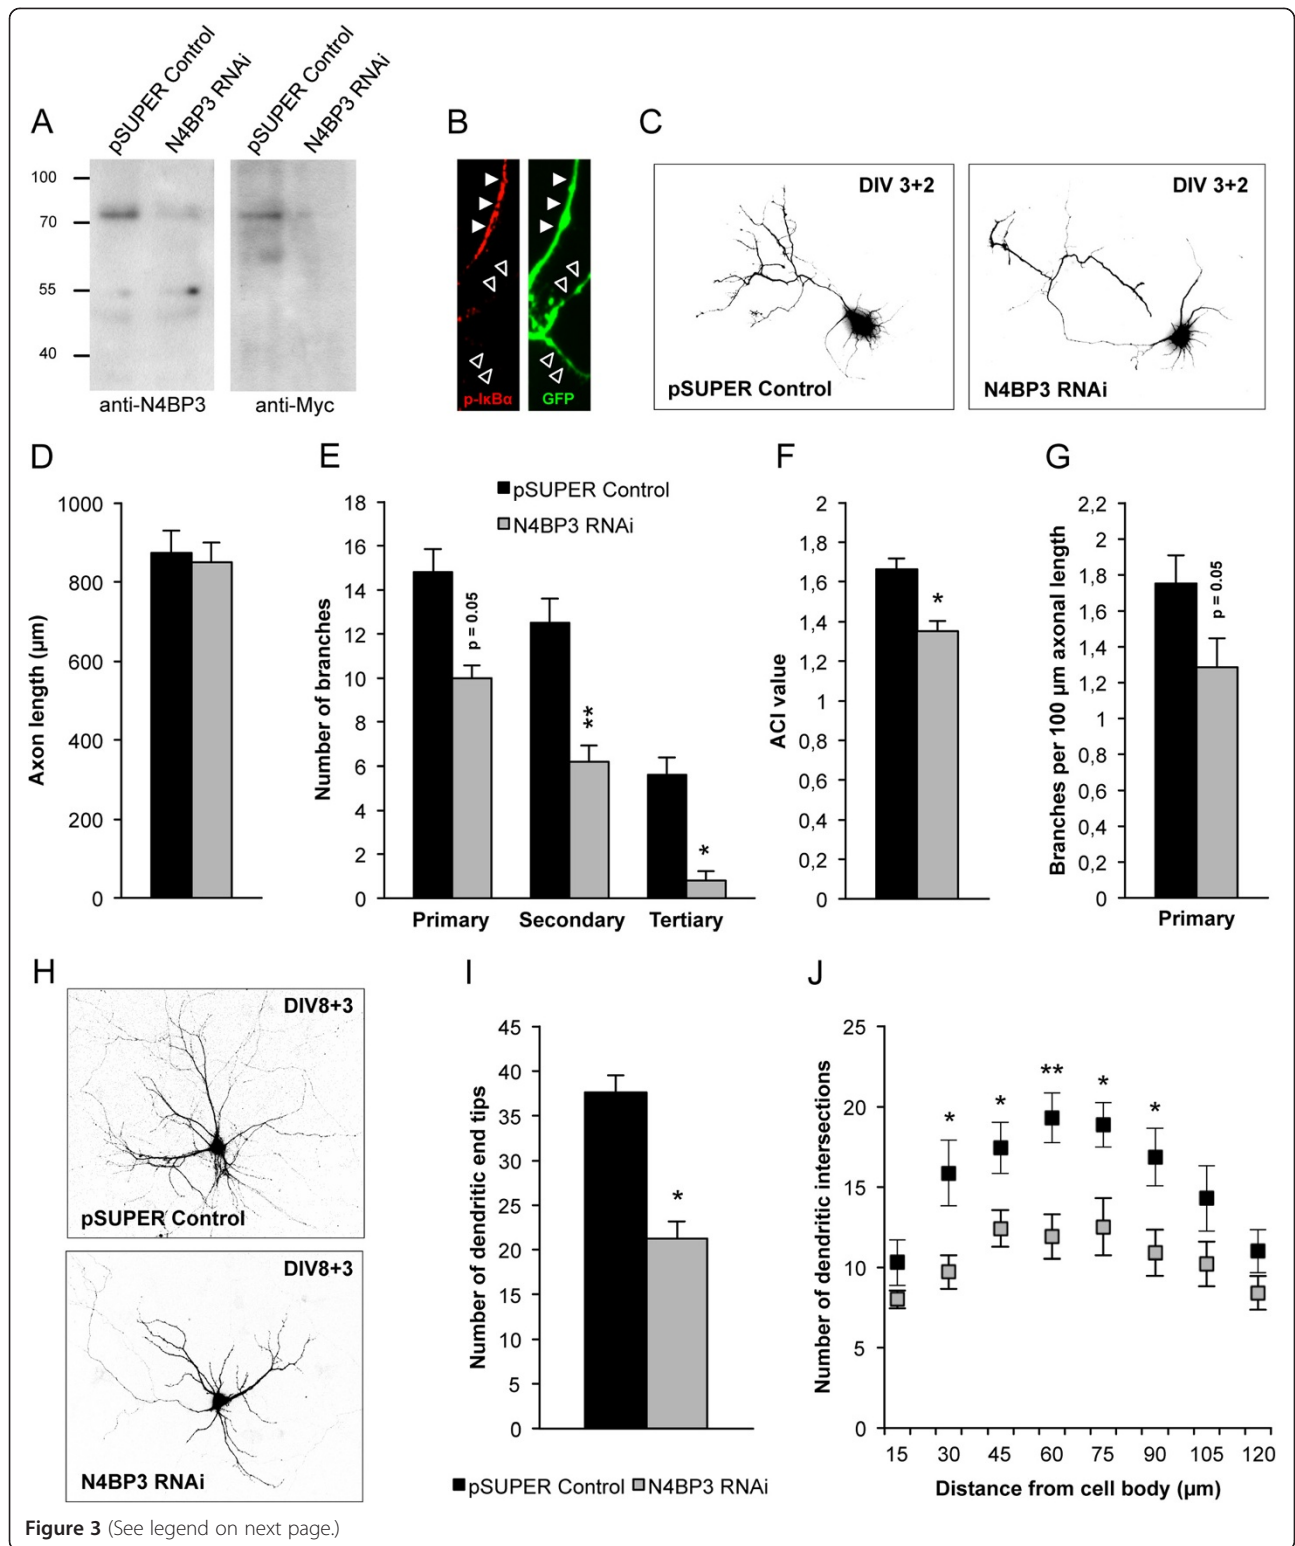 A
pSUPER Control
N4BP3 RNAi
pSUPER Control
N4BP3 RNAi
100
70
55
40
anti-N4BP3
anti-Myc
B
p-IκBα
GFP
C
DIV 3+2
pSUPER Control
DIV 3+2
N4BP3 RNAi
D
Axon length (µm)
1000
800
600
400
200
0
E
pSUPER Control
N4BP3 RNAi
Number of branches
18
16
14
12
10
8
6
4
2
0
p = 0.05
**
*
Primary
Secondary
Tertiary
F
ACI value
2
1,8
1,6
1,4
1,2
1
0,8
0,6
0,4
0,2
0
*
G
Branches per 100 µm axonal length
2,2
2
1,8
1,6
1,4
1,2
1
0,8
0,6
0,4
0,2
0
p = 0.05
Primary
H
DIV8+3
pSUPER Control
DIV8+3
N4BP3 RNAi
I
Number of dendritic end tips
45
40
35
30
25
20
15
10
5
0
*
pSUPER Control
N4BP3 RNAi
J
Number of dendritic intersections
25
20
15
10
5
0
*
*
**
*
*
15 30 45 60 75 90 105 120
Distance from cell body (µm)
Figure 3 (See legend on next page.)